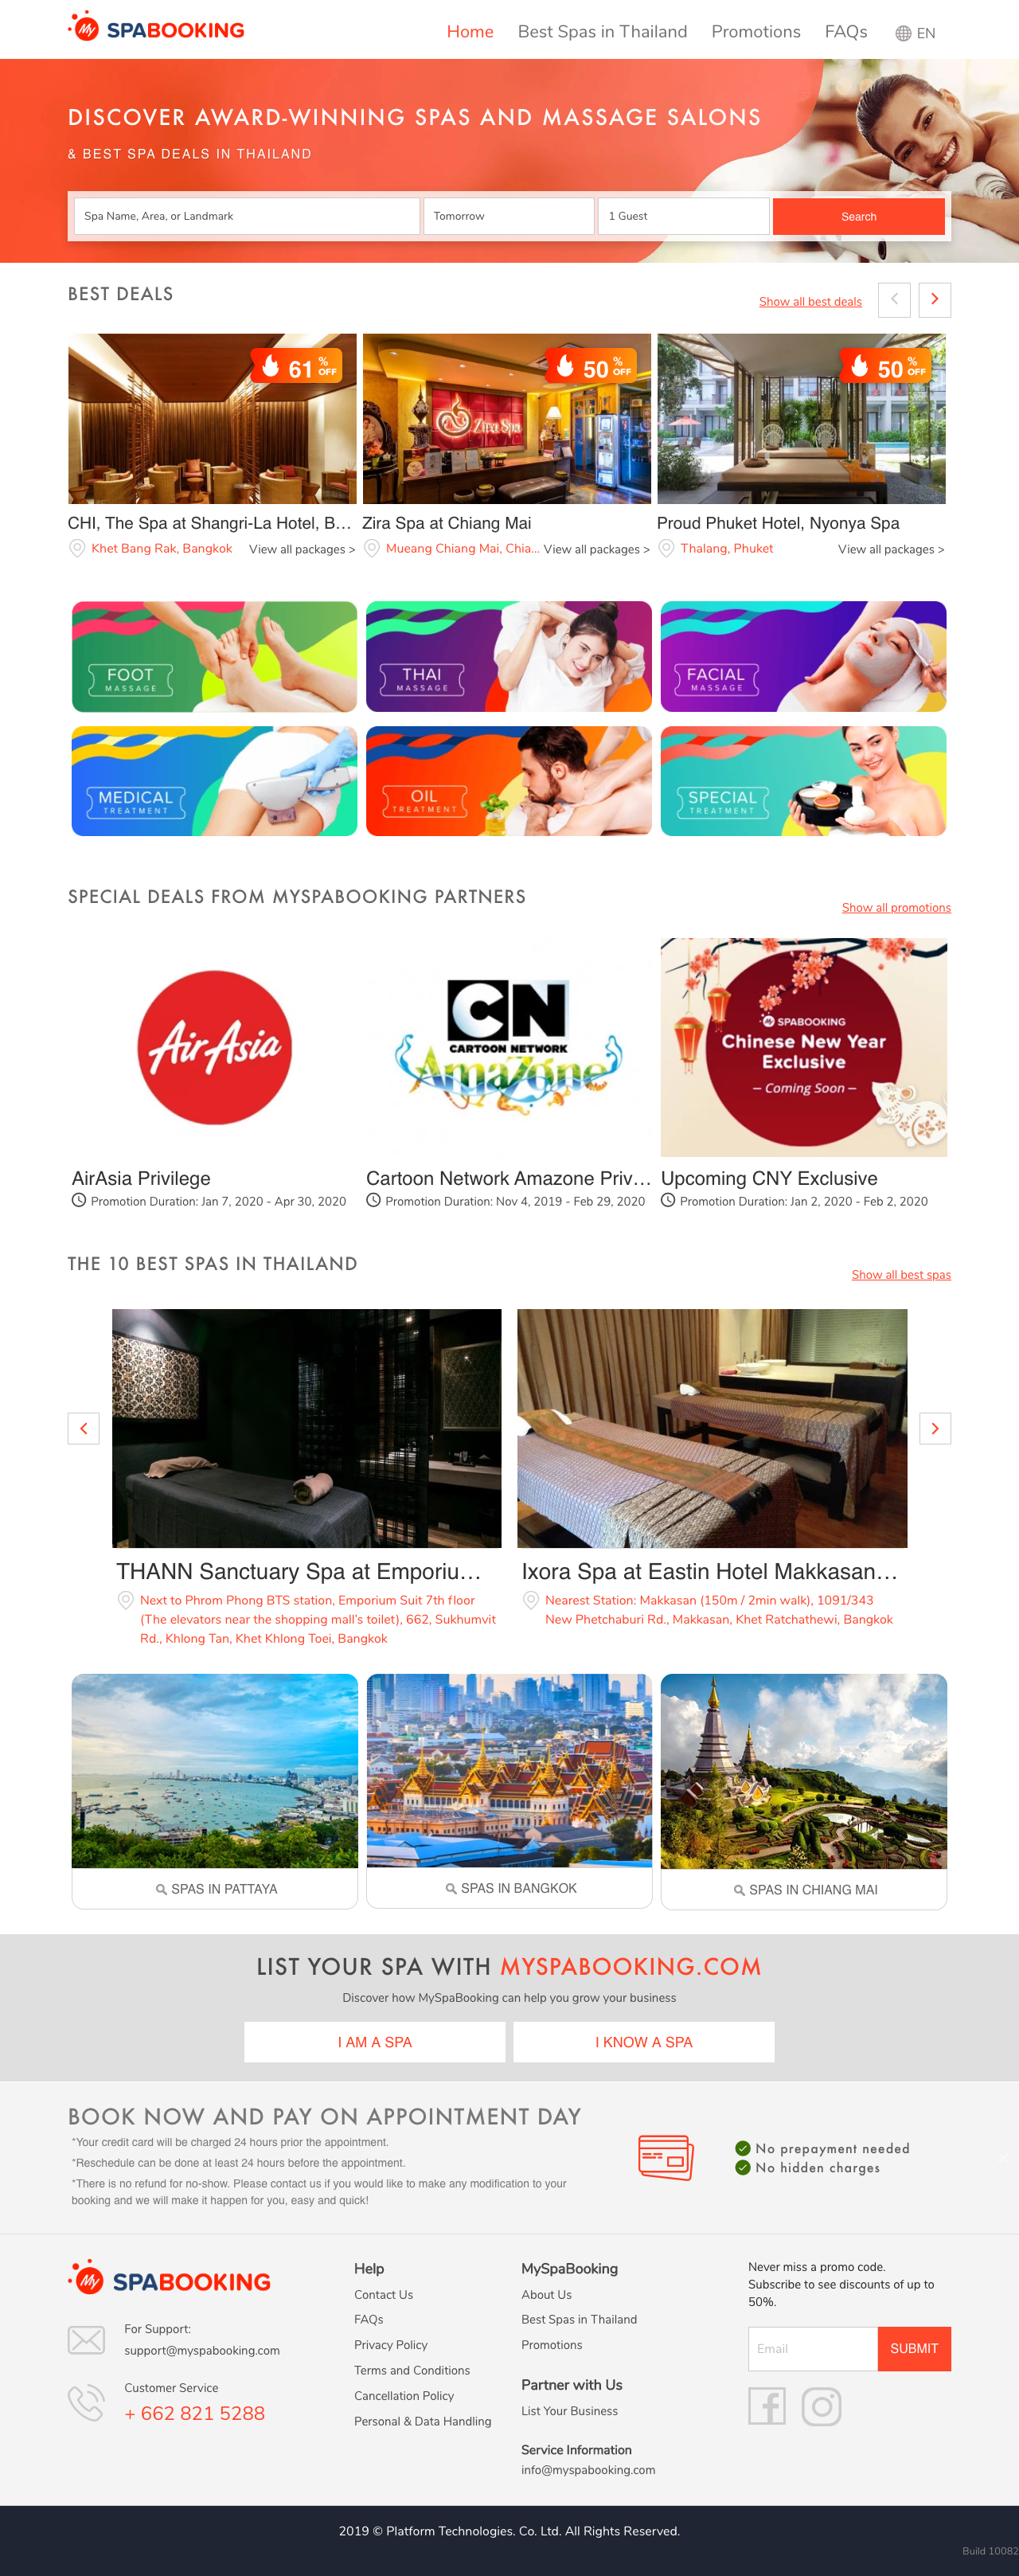 My SPABOOKING
Home Best Spas in Thailand Promotions FAQs EN
DISCOVER AWARD-WINNING SPAS AND MASSAGE SALONS
& BEST SPA DEALS IN THAILAND
Spa Name, Area, or Landmark Tomorrow 1 Guest Search
BEST DEALS
Show all best deals
61 % OFF
50 % OFF
50 % OFF
Zira Spa
CHI, The Spa at Shangri-La Hotel, B... Zira Spa at Chiang Mai Proud Phuket Hotel, Nyonya Spa
Khet Bang Rak, Bangkok View all packages > Mueang Chiang Mai, Chia... View all packages > Thalang, Phuket View all packages >
FOOT
MASSAGE
THAI
MASSAGE
FACIAL
MASSAGE
MEDICAL
TREATMENT
OIL
TREATMENT
SPECIAL
TREATMENT
SPECIAL DEALS FROM MYSPABOOKING PARTNERS
Show all promotions
AirAsia
CN
CARTOON NETWORK
AmaZone
My SPABOOKING
Chinese New Year
Exclusive
– Coming Soon –
AirAsia Privilege Cartoon Network Amazone Priv... Upcoming CNY Exclusive
Promotion Duration: Jan 7, 2020 - Apr 30, 2020 Promotion Duration: Nov 4, 2019 - Feb 29, 2020 Promotion Duration: Jan 2, 2020 - Feb 2, 2020
THE 10 BEST SPAS IN THAILAND
Show all best spas
THANN Sanctuary Spa at Emporiu...
Next to Phrom Phong BTS station, Emporium Suit 7th floor
(The elevators near the shopping mall's toilet), 662, Sukhumvit
Rd., Khlong Tan, Khet Khlong Toei, Bangkok
Ixora Spa at Eastin Hotel Makkasan...
Nearest Station: Makkasan (150m / 2min walk), 1091/343
New Phetchaburi Rd., Makkasan, Khet Ratchathewi, Bangkok
SPAS IN PATTAYA SPAS IN BANGKOK SPAS IN CHIANG MAI
LIST YOUR SPA WITH MYSPABOOKING.COM
Discover how MySpaBooking can help you grow your business
I AM A SPA I KNOW A SPA
BOOK NOW AND PAY ON APPOINTMENT DAY
*Your credit card will be charged 24 hours prior the appointment.
*Reschedule can be done at least 24 hours before the appointment.
*There is no refund for no-show. Please contact us if you would like to make any modification to your
booking and we will make it happen for you, easy and quick!
No prepayment needed
No hidden charges
My SPABOOKING
For Support:
support@myspabooking.com
Customer Service
+ 662 821 5288
Help
Contact Us
FAQs
Privacy Policy
Terms and Conditions
Cancellation Policy
Personal & Data Handling
MySpaBooking
About Us
Best Spas in Thailand
Promotions
Partner with Us
List Your Business
Service Information
info@myspabooking.com
Never miss a promo code.
Subscribe to see discounts of up to
50%.
Email SUBMIT
2019 © Platform Technologies. Co. Ltd. All Rights Reserved.
Build 10082